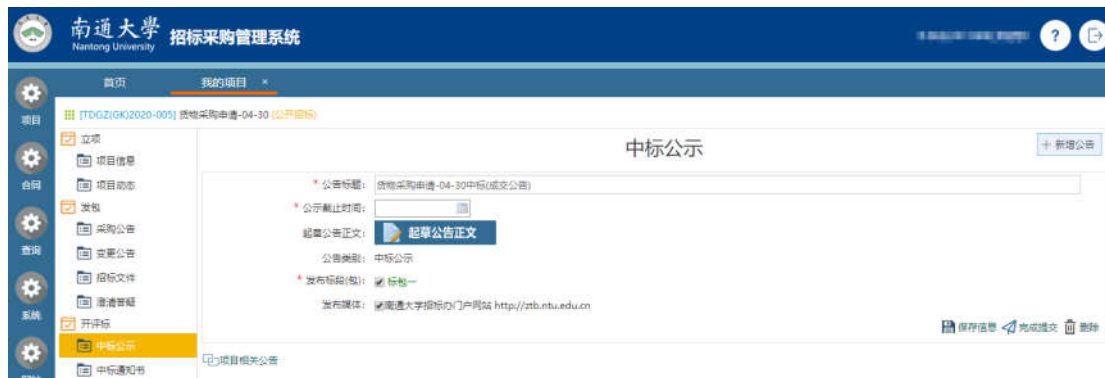 南通大學 招标采购管理系统
Nantong University
首页 我的项目 ×
项目
[TDGZ(GK)2020-005] 货物采购申请-04-30 (公开招标)
立项
中标公示
+ 新增公告
项目信息
合同
项目动态
* 公告标题： 货物采购申请-04-30中标(成交公告)
发包
* 公示截止时间：
采购公告
起草公告正文： 起草公告正文
查询
变更公告
公告类别： 中标公示
招标文件
* 发布标段(包)： 标包一
澄清答疑
发布媒体： 南通大学招标办门户网站 http://ztb.ntu.edu.cn
系统
开评标
保存信息 完成提交 删除
中标公示
项目相关公告
中标通知书